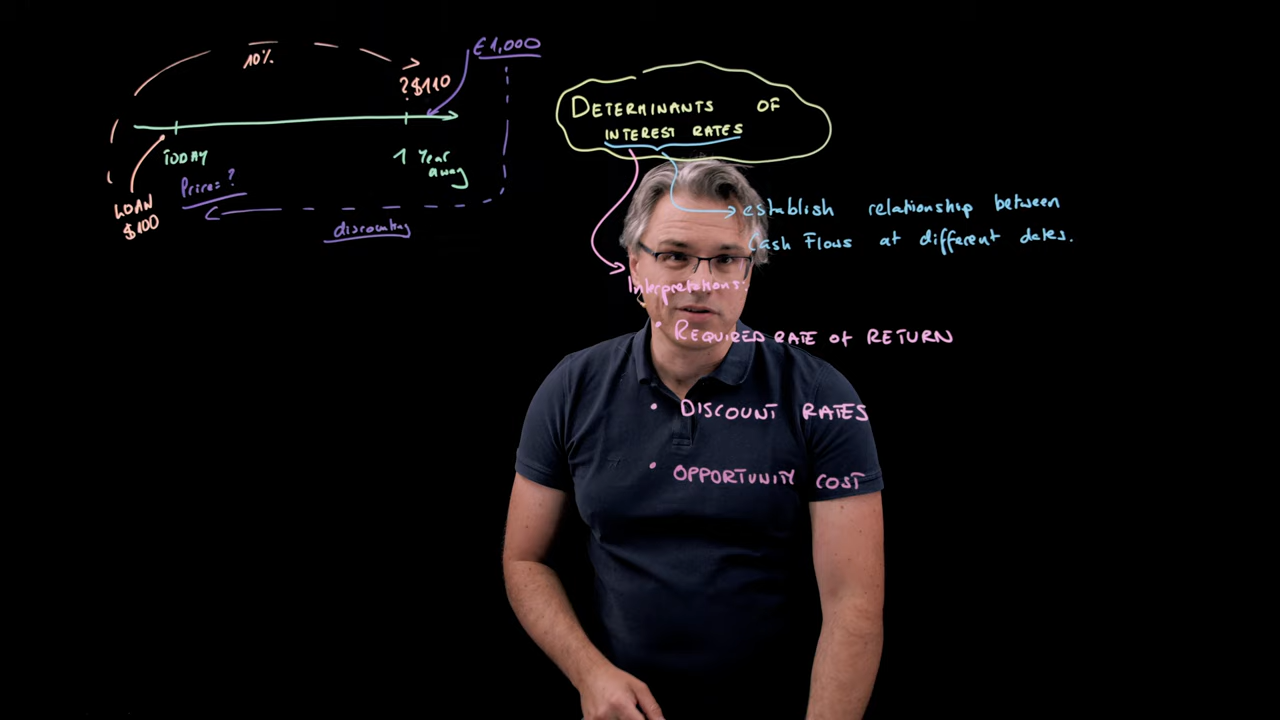 10%
€1,000
?$110
TODAY
1 Year
away
Price=?
LOAN
$100
discounting
DETERMINANTS OF
INTEREST RATES
establish relationship between
Cash Flows at different dates.
Interpretations:
• REQUIRED RATE of RETURN
• DISCOUNT RATES
• OPPORTUNITY COST